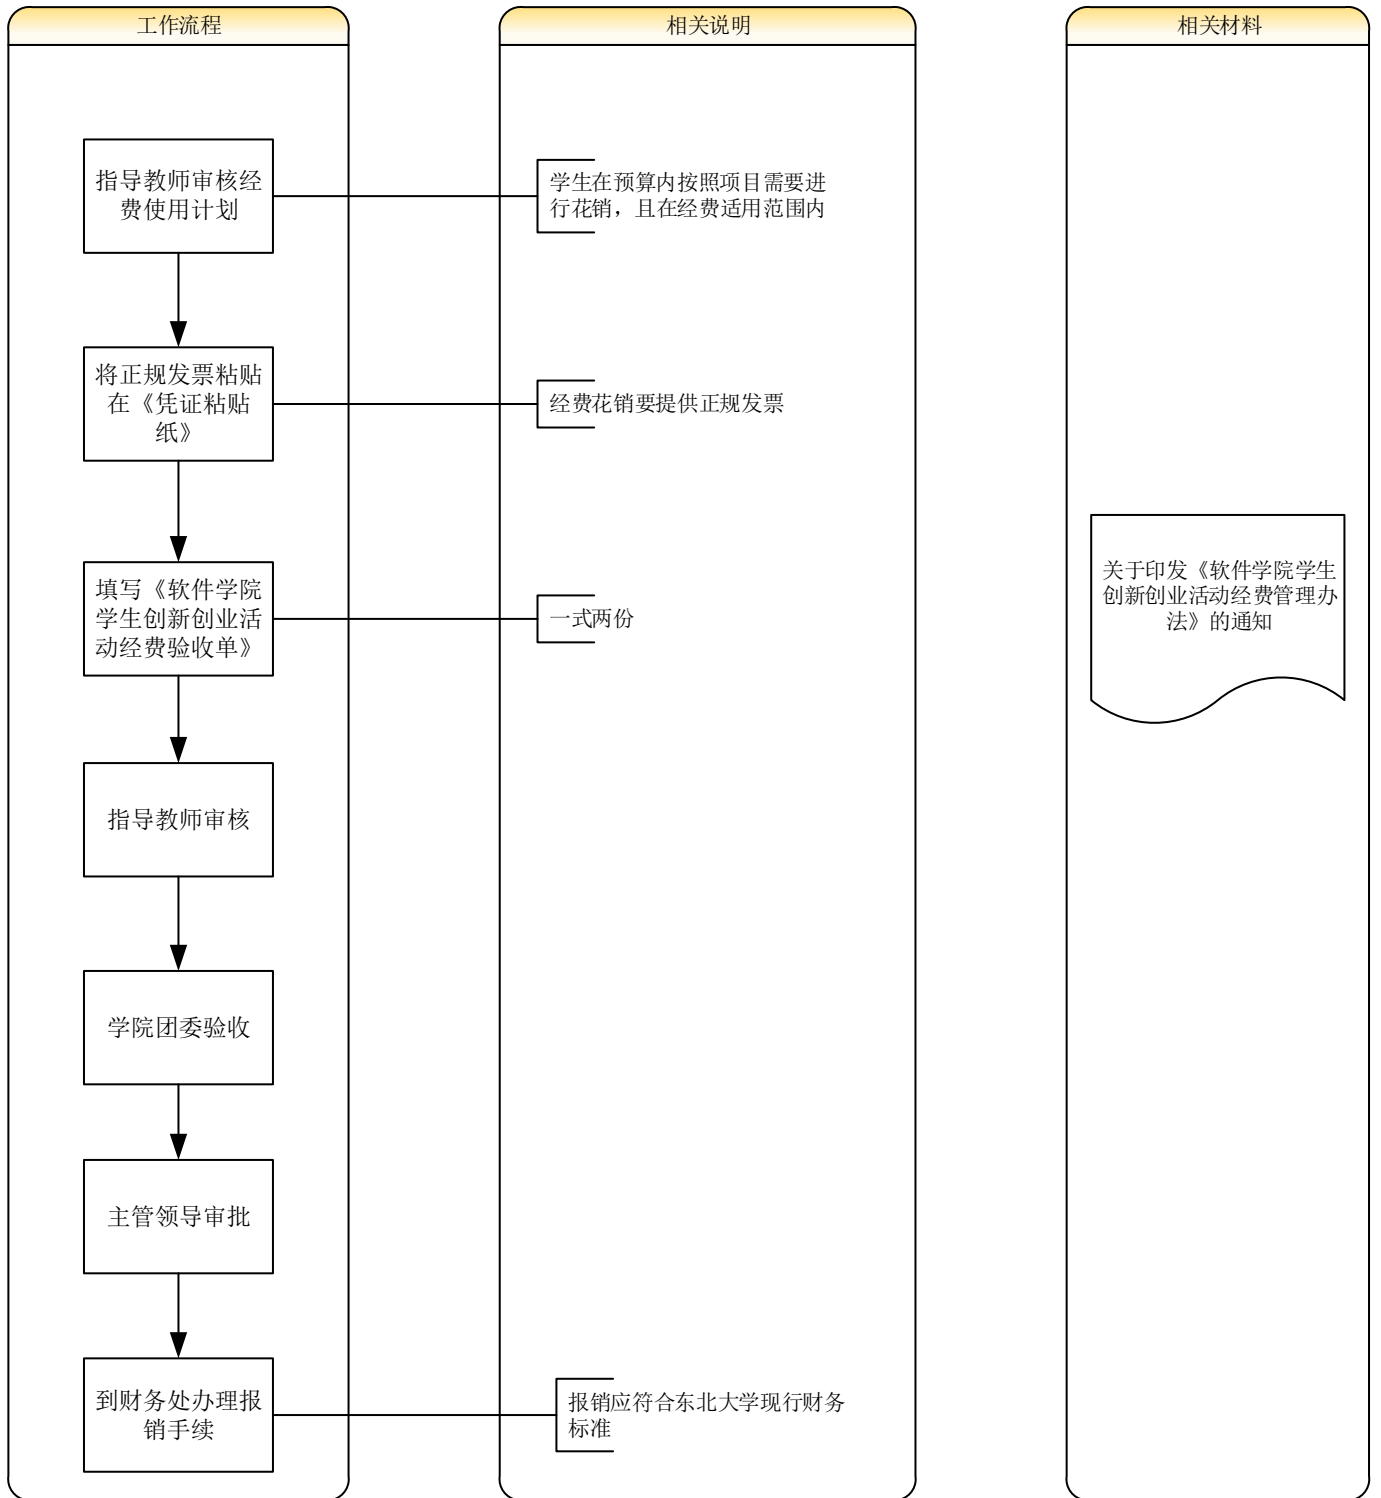 工作流程
相关说明
相关材料
指导教师审核经
费使用计划
学生在预算内按照项目需要进
行花销，且在经费适用范围内
将正规发票粘贴
在《凭证粘贴
纸》
经费花销要提供正规发票
填写《软件学院
学生创新创业活
动经费验收单》
一式两份
关于印发《软件学院学生
创新创业活动经费管理办
法》的通知
指导教师审核
学院团委验收
主管领导审批
到财务处办理报
销手续
报销应符合东北大学现行财务
标准